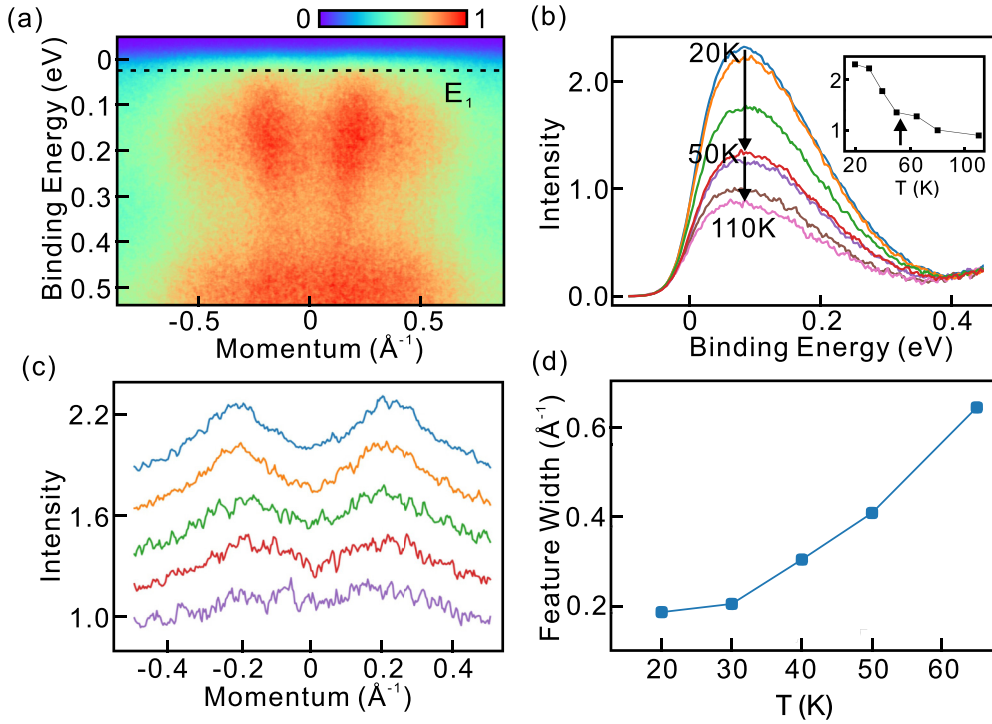 (a)
0
1
0
0.1
0.2
0.3
0.4
0.5
Binding Energy (eV)
E₁
-0.5
0
0.5
Momentum (Å⁻¹)
(b)
2.0
1.0
0.0
Intensity
20K
50K
110K
2
1
20
60
100
T (K)
0
0.2
0.4
Binding Energy (eV)
(c)
2.2
1.6
1.0
Intensity
-0.4
-0.2
0
0.2
0.4
Momentum (Å⁻¹)
(d)
0.6
0.4
0.2
Feature Width (Å⁻¹)
20
30
40
50
60
T (K)